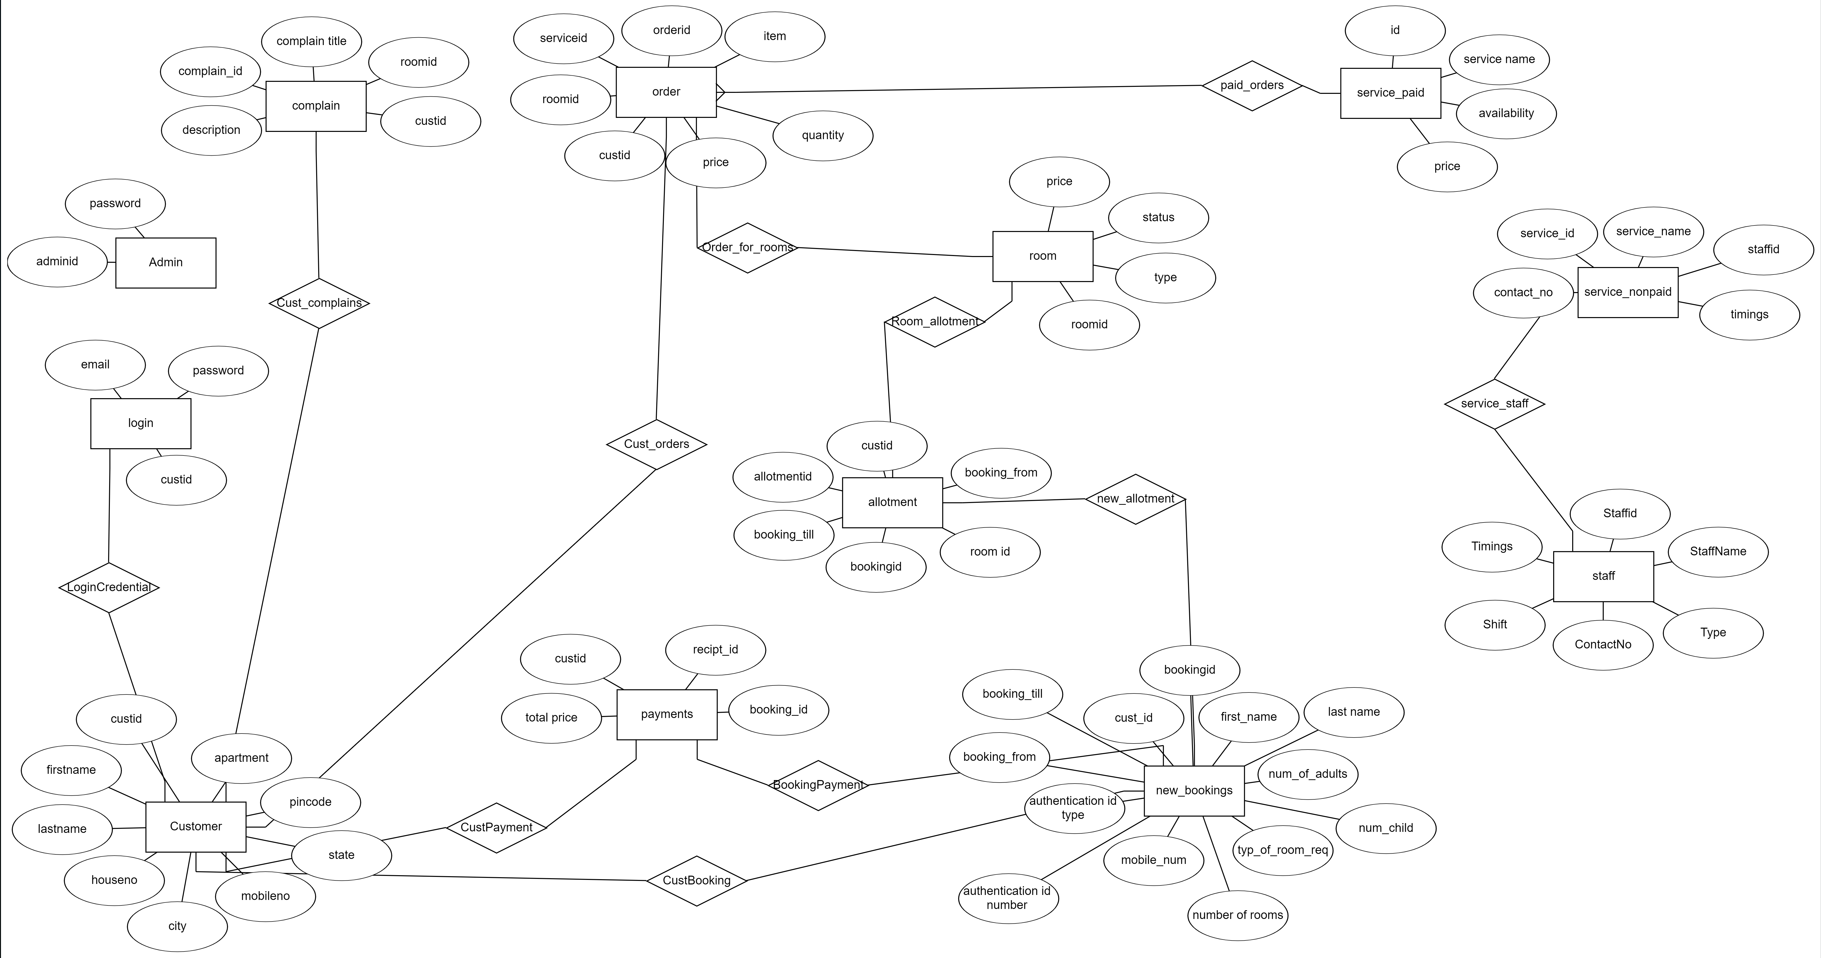 complain title
complain_id
roomid
complain
description
custid
serviceid
orderid
item
roomid
order
quantity
custid
price
paid_orders
id
service name
service_paid
availability
price
password
adminid
Admin
Cust_complains
Order_for_rooms
price
status
room
type
roomid
Room_allotment
service_id
service_name
staffid
contact_no
service_nonpaid
timings
service_staff
email
password
login
custid
Cust_orders
custid
allotmentid
booking_from
allotment
booking_till
room id
bookingid
new_allotment
Staffid
Timings
StaffName
staff
Shift
ContactNo
Type
LoginCredential
custid
apartment
firstname
pincode
lastname
Customer
state
houseno
mobileno
city
custid
recipt_id
total price
payments
booking_id
CustPayment
BookingPayment
CustBooking
bookingid
booking_till
cust_id
first_name
last name
booking_from
num_of_adults
new_bookings
authentication id
type
num_child
mobile_num
typ_of_room_req
authentication id
number
number of rooms